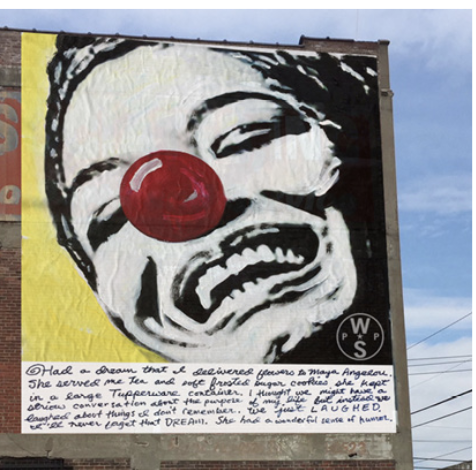 W
P P
S
Had a dream that I delivered flowers to Maya Angelou.
She served me tea and soft frosted sugar cookies she kept
in a large Tupperware container. I thought we might have a
serious conversation about the purpose of my life but instead we
laughed about things I don't remember. We just LAUGHED.
I'll never forget that DREAM. She had a wonderful sense of humor.